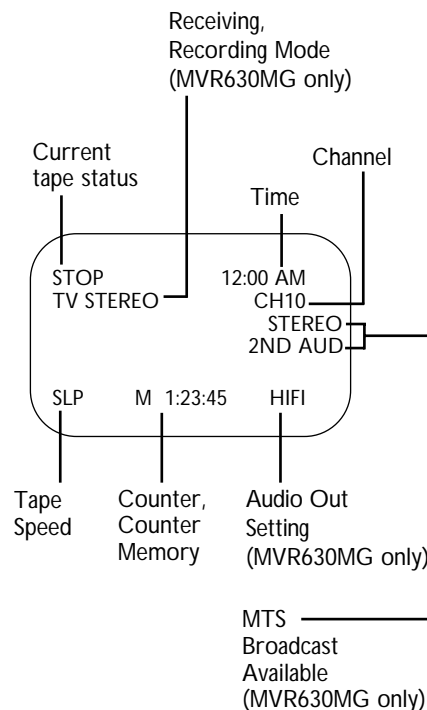 Receiving,
Recording Mode
(MVR630MG only)
Current
tape status
Channel
Time
STOP
12:00 AM
TV STEREO
CH10
STEREO
2ND AUD
SLP
M 1:23:45
HIFI
Tape
Speed
Counter,
Counter
Memory
Audio Out
Setting
(MVR630MG only)
MTS
Broadcast
Available
(MVR630MG only)